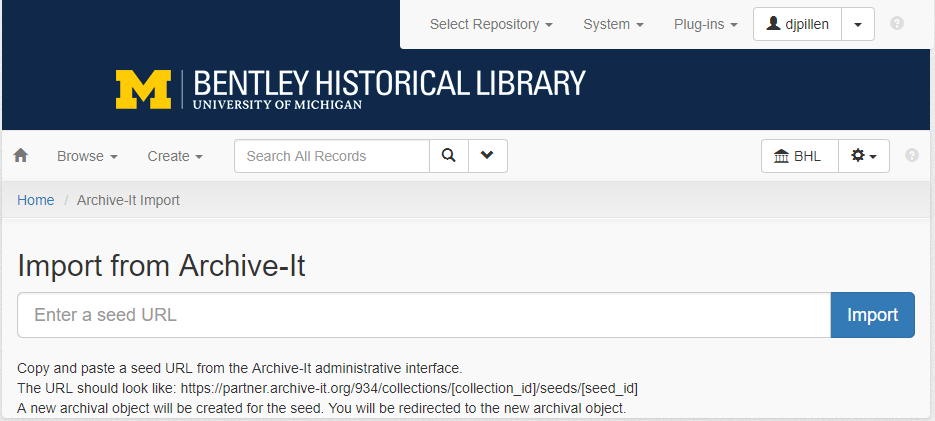 Select Repository System Plug-ins djpillen ?
M BENTLEY HISTORICAL LIBRARY
UNIVERSITY OF MICHIGAN
Browse Create Search All Records BHL ?
Home / Archive-It Import
Import from Archive-It
Enter a seed URL Import
Copy and paste a seed URL from the Archive-It administrative interface.
The URL should look like: https://partner.archive-it.org/934/collections/[collection_id]/seeds/[seed_id]
A new archival object will be created for the seed. You will be redirected to the new archival object.